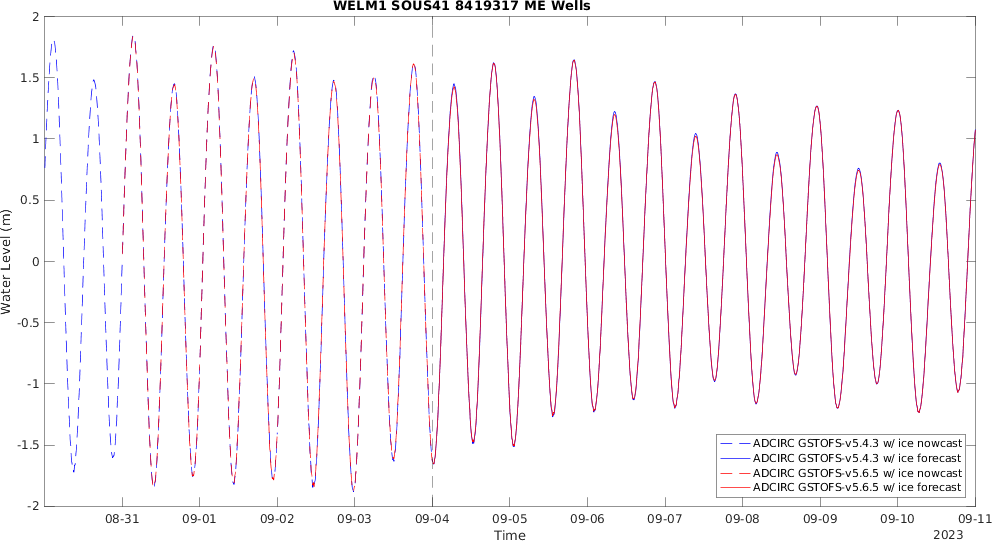 WELM1 SOUS41 8419317 ME Wells
2
1.5
1
0.5
0
-0.5
-1
-1.5
-2
Water Level (m)
08-31 09-01 09-02 09-03 09-04 09-05 09-06 09-07 09-08 09-09 09-10 09-11
Time
2023
ADCIRC GSTOFS-v5.4.3 w/ ice nowcast
ADCIRC GSTOFS-v5.4.3 w/ ice forecast
ADCIRC GSTOFS-v5.6.5 w/ ice nowcast
ADCIRC GSTOFS-v5.6.5 w/ ice forecast